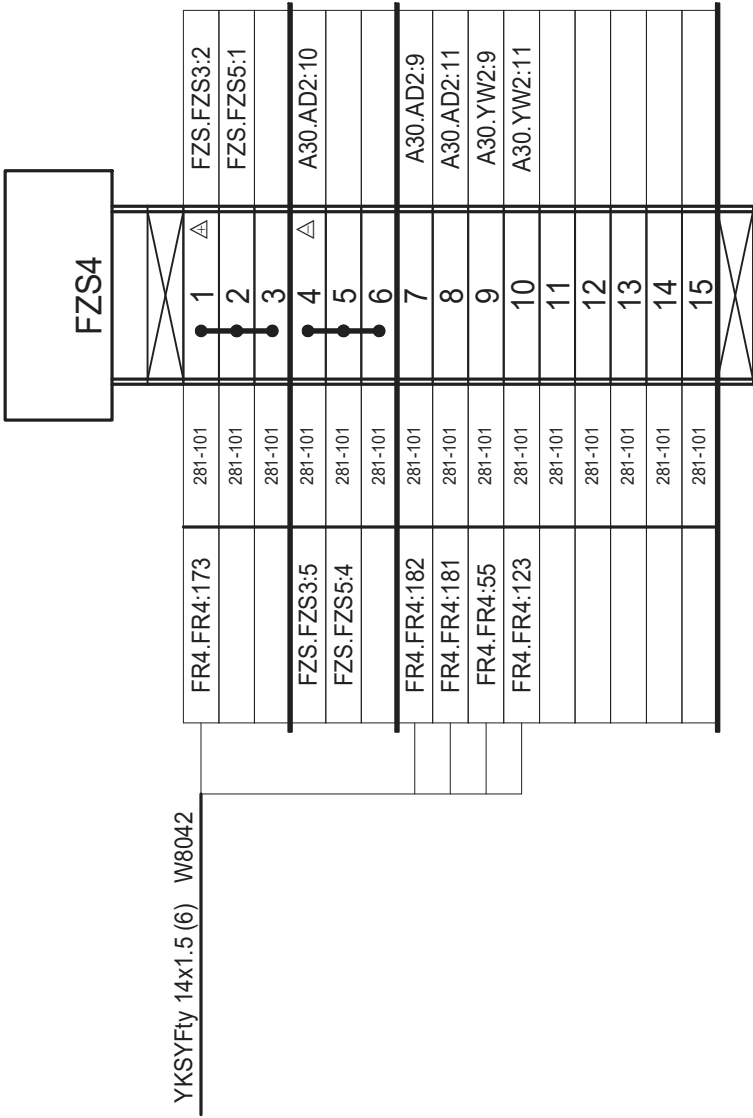 FZS4
YKSYFty 14x1.5 (6) W8042
FR4.FR4:173 281-101 1 FZS.FZS3:2
281-101 2 FZS.FZS5:1
281-101 3
FZS.FZS3:5 281-101 4 A30.AD2:10
FZS.FZS5:4 281-101 5
281-101 6
FR4.FR4:182 281-101 7 A30.AD2:9
FR4.FR4:181 281-101 8 A30.AD2:11
FR4.FR4:55 281-101 9 A30.YW2:9
FR4.FR4:123 281-101 10 A30.YW2:11
281-101 11
281-101 12
281-101 13
281-101 14
281-101 15